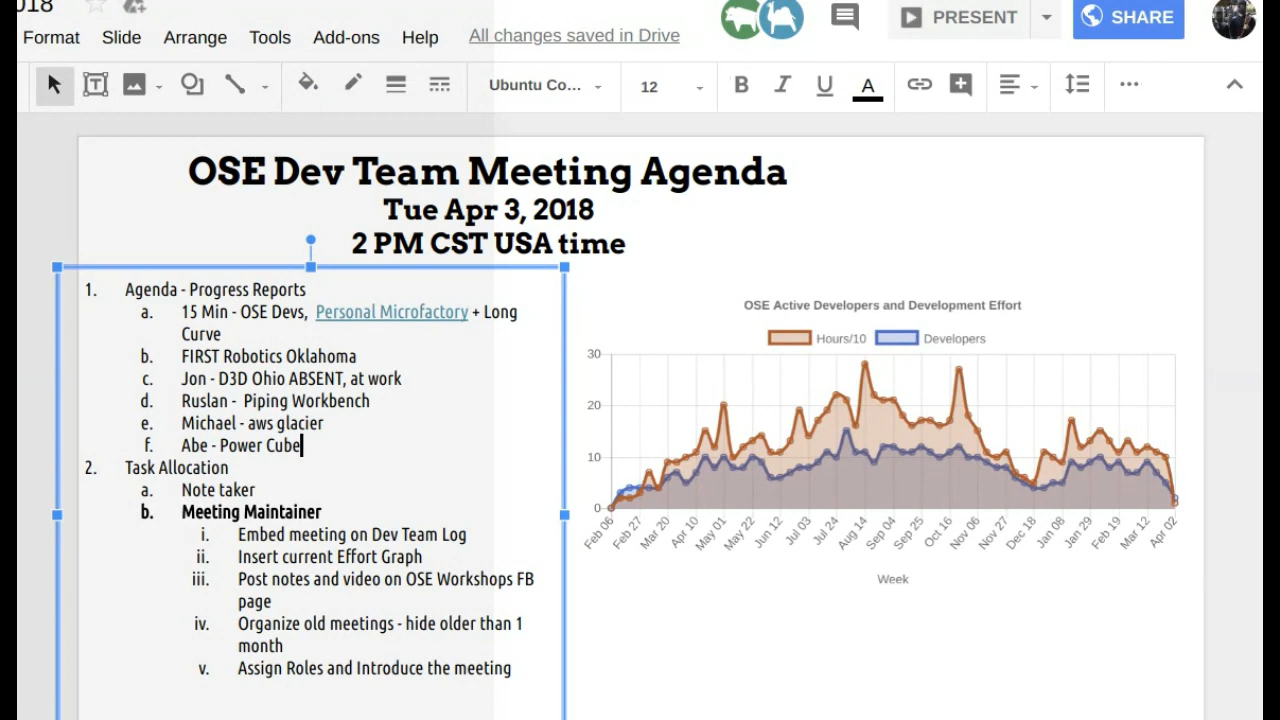 018
Format Slide Arrange Tools Add-ons Help All changes saved in Drive
PRESENT SHARE
Ubuntu Co... 12 B I U A
OSE Dev Team Meeting Agenda
Tue Apr 3, 2018
2 PM CST USA time
1. Agenda - Progress Reports
a. 15 Min - OSE Devs, Personal Microfactory + Long
Curve
b. FIRST Robotics Oklahoma
c. Jon - D3D Ohio ABSENT, at work
d. Ruslan - Piping Workbench
e. Michael - aws glacier
f. Abe - Power Cube
2. Task Allocation
a. Note taker
b. Meeting Maintainer
i. Embed meeting on Dev Team Log
ii. Insert current Effort Graph
iii. Post notes and video on OSE Workshops FB
page
iv. Organize old meetings - hide older than 1
month
v. Assign Roles and Introduce the meeting
OSE Active Developers and Development Effort
Hours/10 Developers
30
20
10
0
Feb 06 Feb 27 Mar 20 Apr 10 May 01 May 22 Jun 12 Jul 03 Jul 24 Aug 14 Sep 04 Sep 25 Oct 16 Nov 06 Nov 27 Dec 18 Jan 08 Jan 29 Feb 19 Mar 12 Apr 02
Week